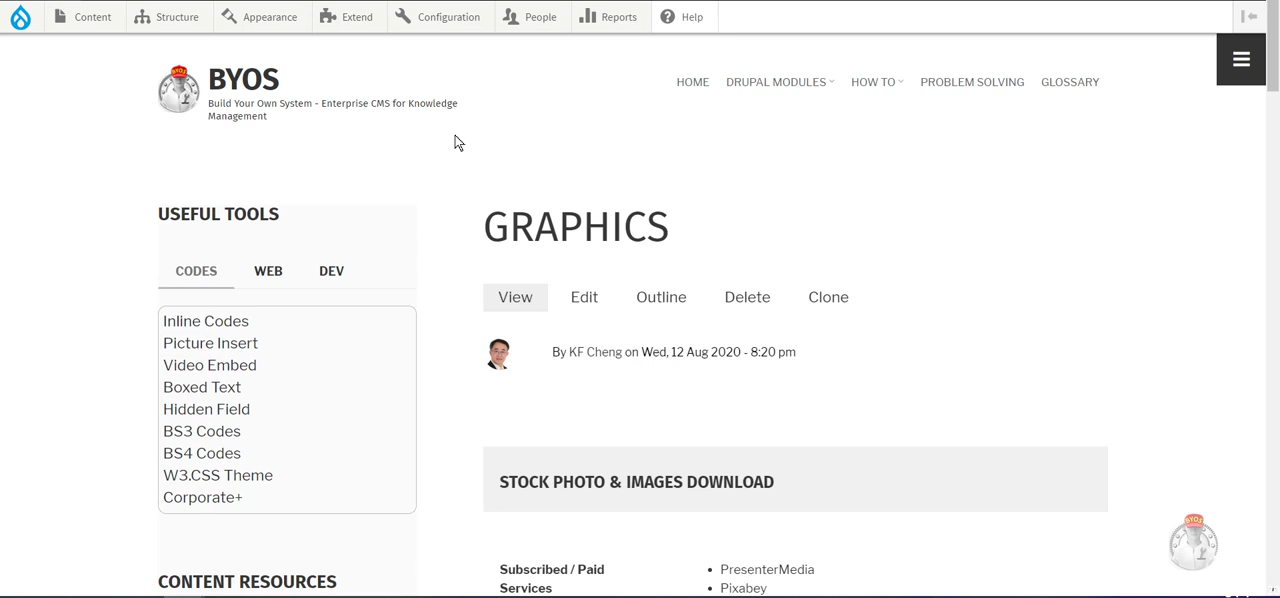 Content Structure Appearance Extend Configuration People Reports Help
BYOS
BYOS
Build Your Own System - Enterprise CMS for Knowledge
Management
HOME DRUPAL MODULES HOW TO PROBLEM SOLVING GLOSSARY
USEFUL TOOLS
CODES WEB DEV
Inline Codes
Picture Insert
Video Embed
Boxed Text
Hidden Field
BS3 Codes
BS4 Codes
W3.CSS Theme
Corporate+
CONTENT RESOURCES
GRAPHICS
View Edit Outline Delete Clone
By KF Cheng on Wed, 12 Aug 2020 - 8:20 pm
STOCK PHOTO & IMAGES DOWNLOAD
Subscribed / Paid
Services
PresenterMedia
Pixabey
BYOS